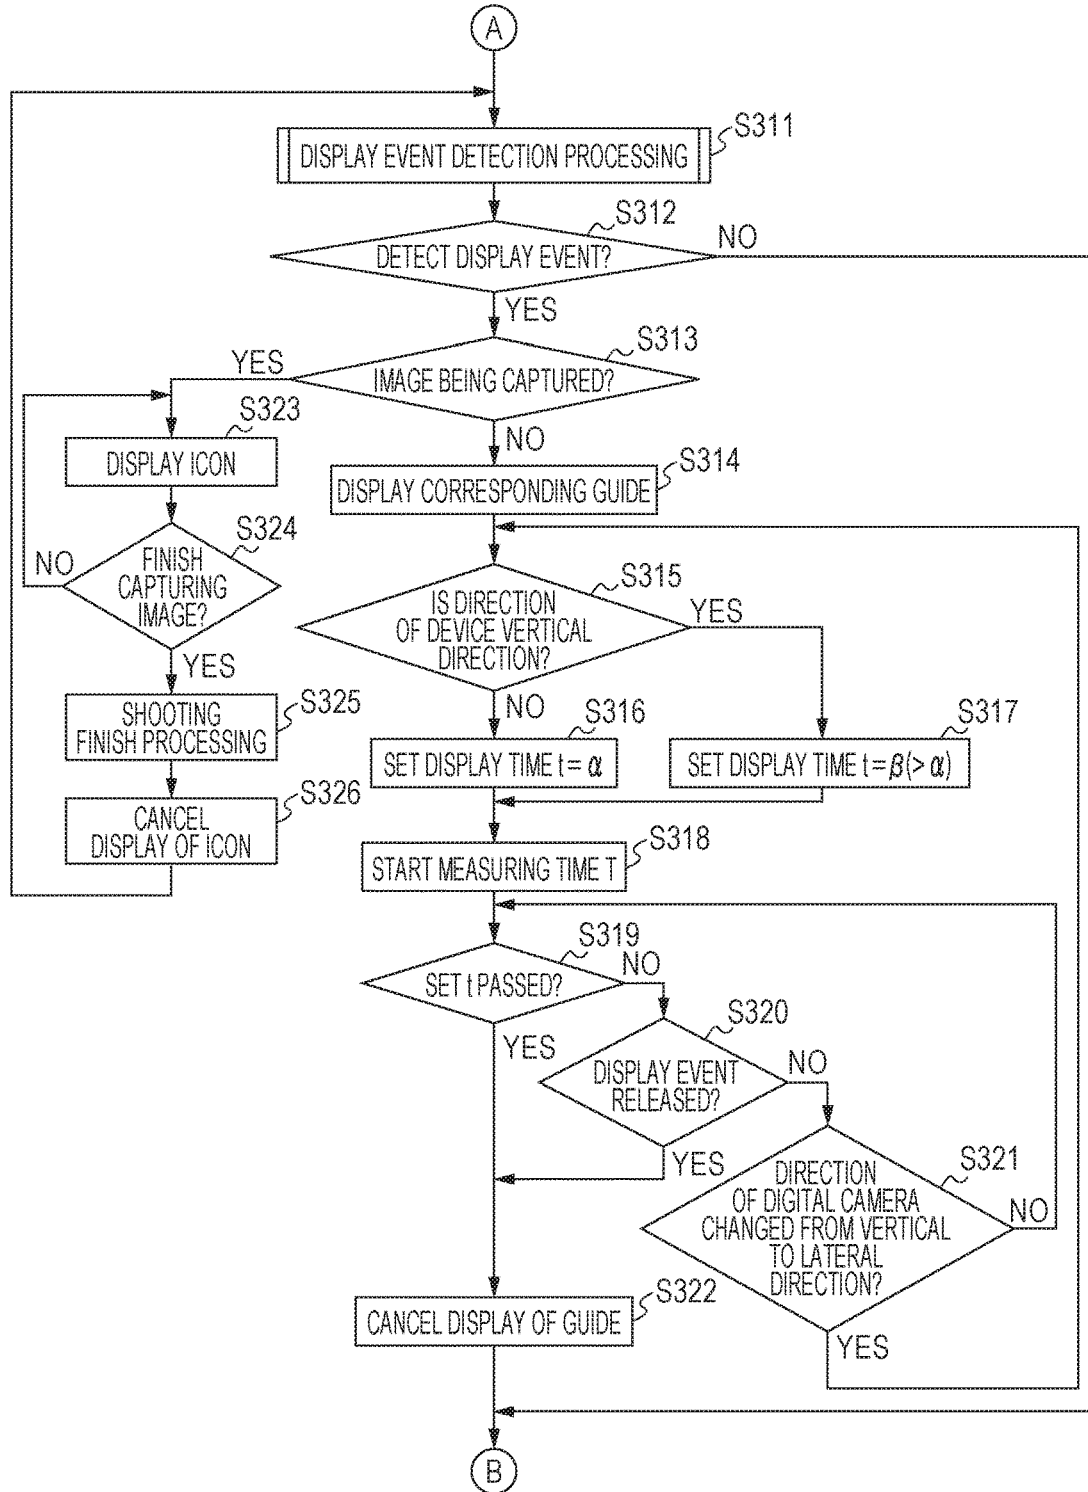 A
S311
DISPLAY EVENT DETECTION PROCESSING
S312
DETECT DISPLAY EVENT?
NO
YES
S313
IMAGE BEING CAPTURED?
YES
NO
S323
DISPLAY ICON
S314
DISPLAY CORRESPONDING GUIDE
S324
FINISH
CAPTURING
IMAGE?
NO
YES
S315
IS DIRECTION
OF DEVICE VERTICAL
DIRECTION?
YES
NO
S325
SHOOTING
FINISH PROCESSING
S316
SET DISPLAY TIME t = α
S317
SET DISPLAY TIME t = β (> α)
S326
CANCEL
DISPLAY OF ICON
S318
START MEASURING TIME T
S319
SET t PASSED?
NO
YES
S320
DISPLAY EVENT
RELEASED?
NO
YES
S321
DIRECTION
OF DIGITAL CAMERA
CHANGED FROM VERTICAL
TO LATERAL
DIRECTION?
NO
YES
S322
CANCEL DISPLAY OF GUIDE
B